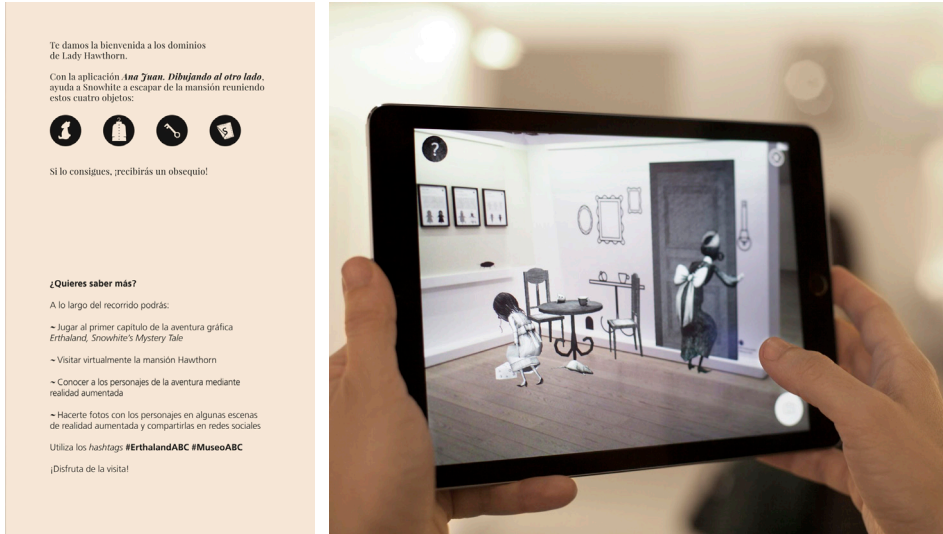 Te damos la bienvenida a los dominios
de Lady Hawthorn.
Con la aplicación Ana Juan. Dibujando al otro lado,
ayuda a Snowhite a escapar de la mansión reuniendo
estos cuatro objetos:
Si lo consigues, ¡recibirás un obsequio!
¿Quieres saber más?
A lo largo del recorrido podrás:
~ Jugar al primer capítulo de la aventura gráfica
Erthaland, Snowhite's Mystery Tale
~ Visitar virtualmente la mansión Hawthorn
~ Conocer a los personajes de la aventura mediante
realidad aumentada
~ Hacerte fotos con los personajes en algunas escenas
de realidad aumentada y compartirlas en redes sociales
Utiliza los hashtags #ErthalandABC #MuseoABC
¡Disfruta de la visita!
?